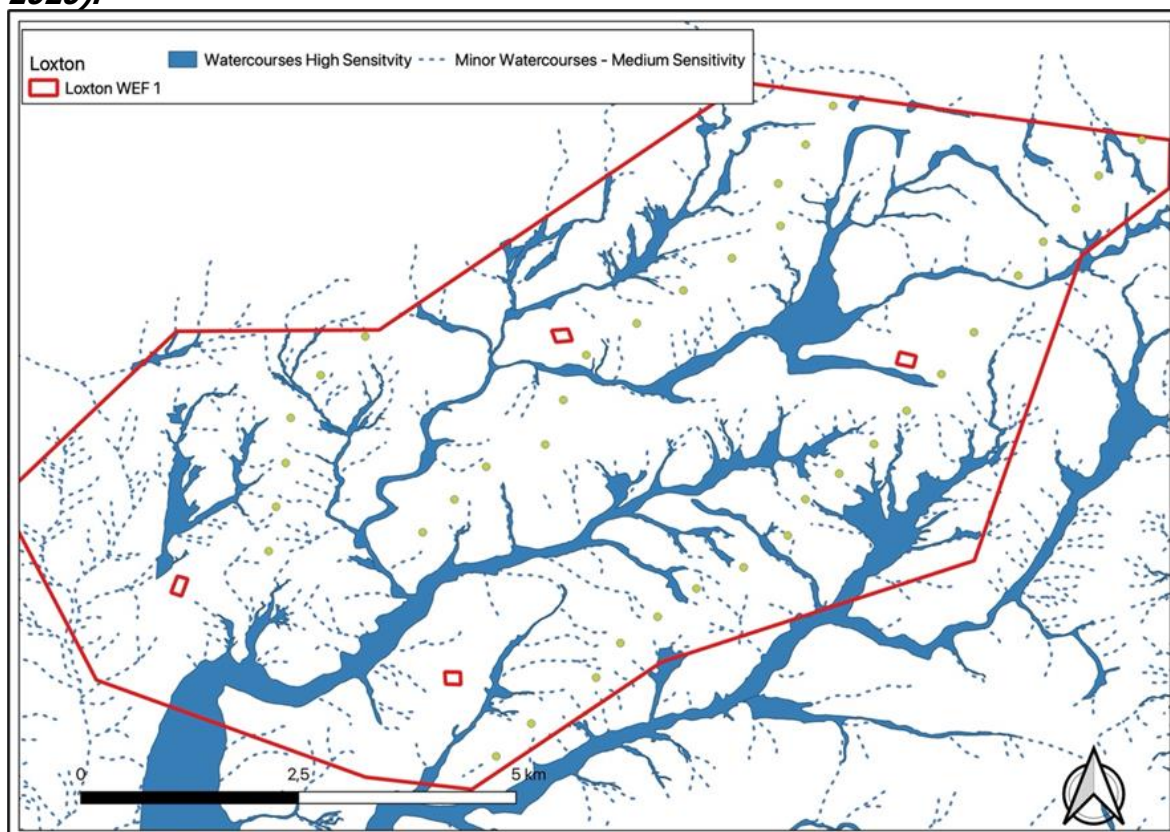 Loxton
Watercourses High Sensitvity
Minor Watercourses - Medium Sensitivity
Loxton WEF 1
0 2,5 5 km